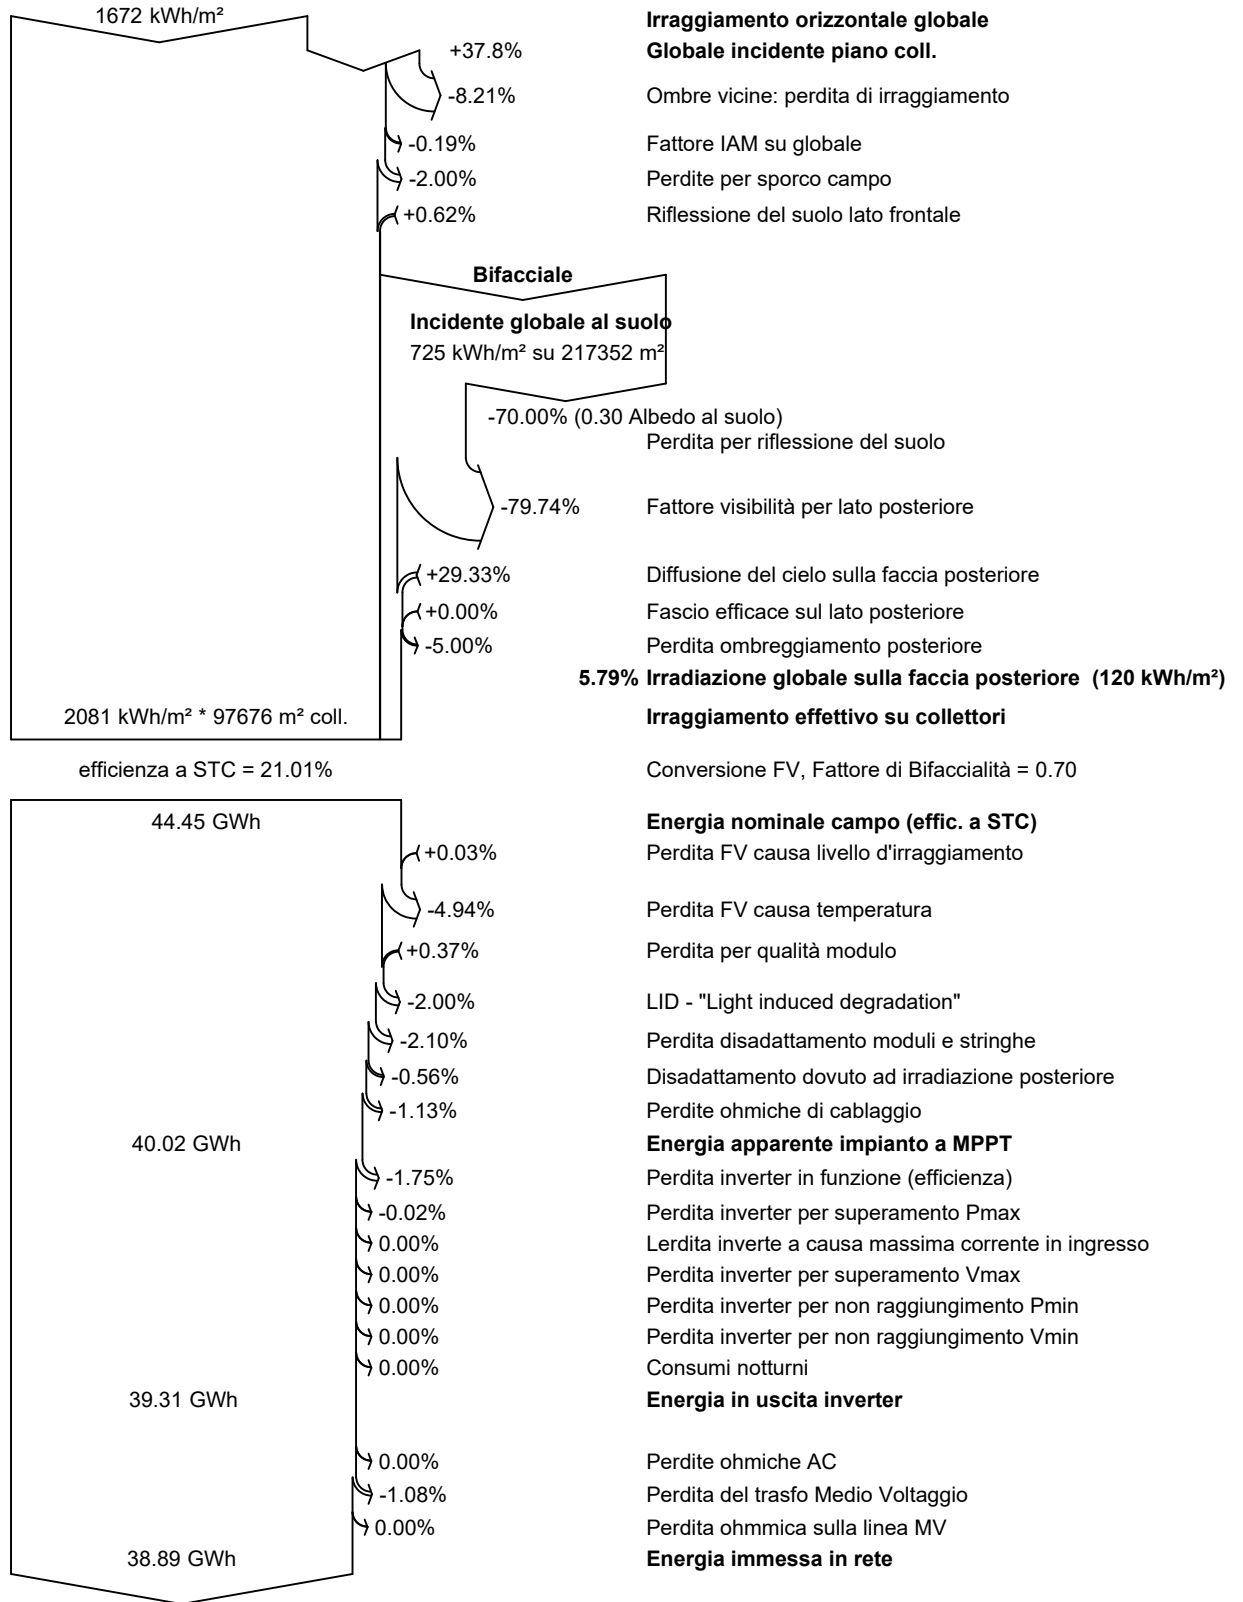 1672 kWh/m² Irraggiamento orizzontale globale
+37.8% Globale incidente piano coll.
-8.21% Ombre vicine: perdita di irraggiamento
-0.19% Fattore IAM su globale
-2.00% Perdite per sporco campo
+0.62% Riflessione del suolo lato frontale
Bifacciale
Incidente globale al suolo
725 kWh/m² su 217352 m²
-70.00% (0.30 Albedo al suolo)
Perdita per riflessione del suolo
-79.74% Fattore visibilità per lato posteriore
+29.33% Diffusione del cielo sulla faccia posteriore
+0.00% Fascio efficace sul lato posteriore
-5.00% Perdita ombreggiamento posteriore
5.79% Irradiazione globale sulla faccia posteriore (120 kWh/m²)
2081 kWh/m² * 97676 m² coll. Irraggiamento effettivo su collettori
efficienza a STC = 21.01% Conversione FV, Fattore di Bifaccialità = 0.70
44.45 GWh Energia nominale campo (effic. a STC)
+0.03% Perdita FV causa livello d'irraggiamento
-4.94% Perdita FV causa temperatura
+0.37% Perdita per qualità modulo
-2.00% LID - "Light induced degradation"
-2.10% Perdita disadattamento moduli e stringhe
-0.56% Disadattamento dovuto ad irradiazione posteriore
-1.13% Perdite ohmiche di cablaggio
40.02 GWh Energia apparente impianto a MPPT
-1.75% Perdita inverter in funzione (efficienza)
-0.02% Perdita inverter per superamento Pmax
0.00% Lerdita inverte a causa massima corrente in ingresso
0.00% Perdita inverter per superamento Vmax
0.00% Perdita inverter per non raggiungimento Pmin
0.00% Perdita inverter per non raggiungimento Vmin
0.00% Consumi notturni
39.31 GWh Energia in uscita inverter
0.00% Perdite ohmiche AC
-1.08% Perdita del trasfo Medio Voltaggio
0.00% Perdita ohmmica sulla linea MV
38.89 GWh Energia immessa in rete